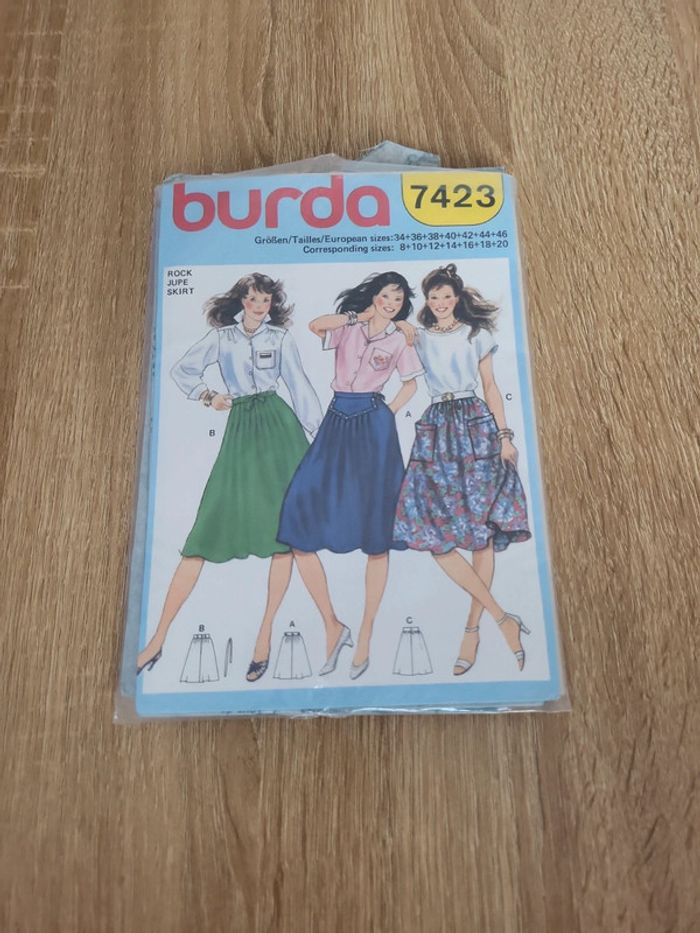 burda 7423
Größen/Tailles/European sizes:34+36+38+40+42+44+46
Corresponding sizes: 8+10+12+14+16+18+20
ROCK
JUPE
SKIRT
B
A
C
B
A
C